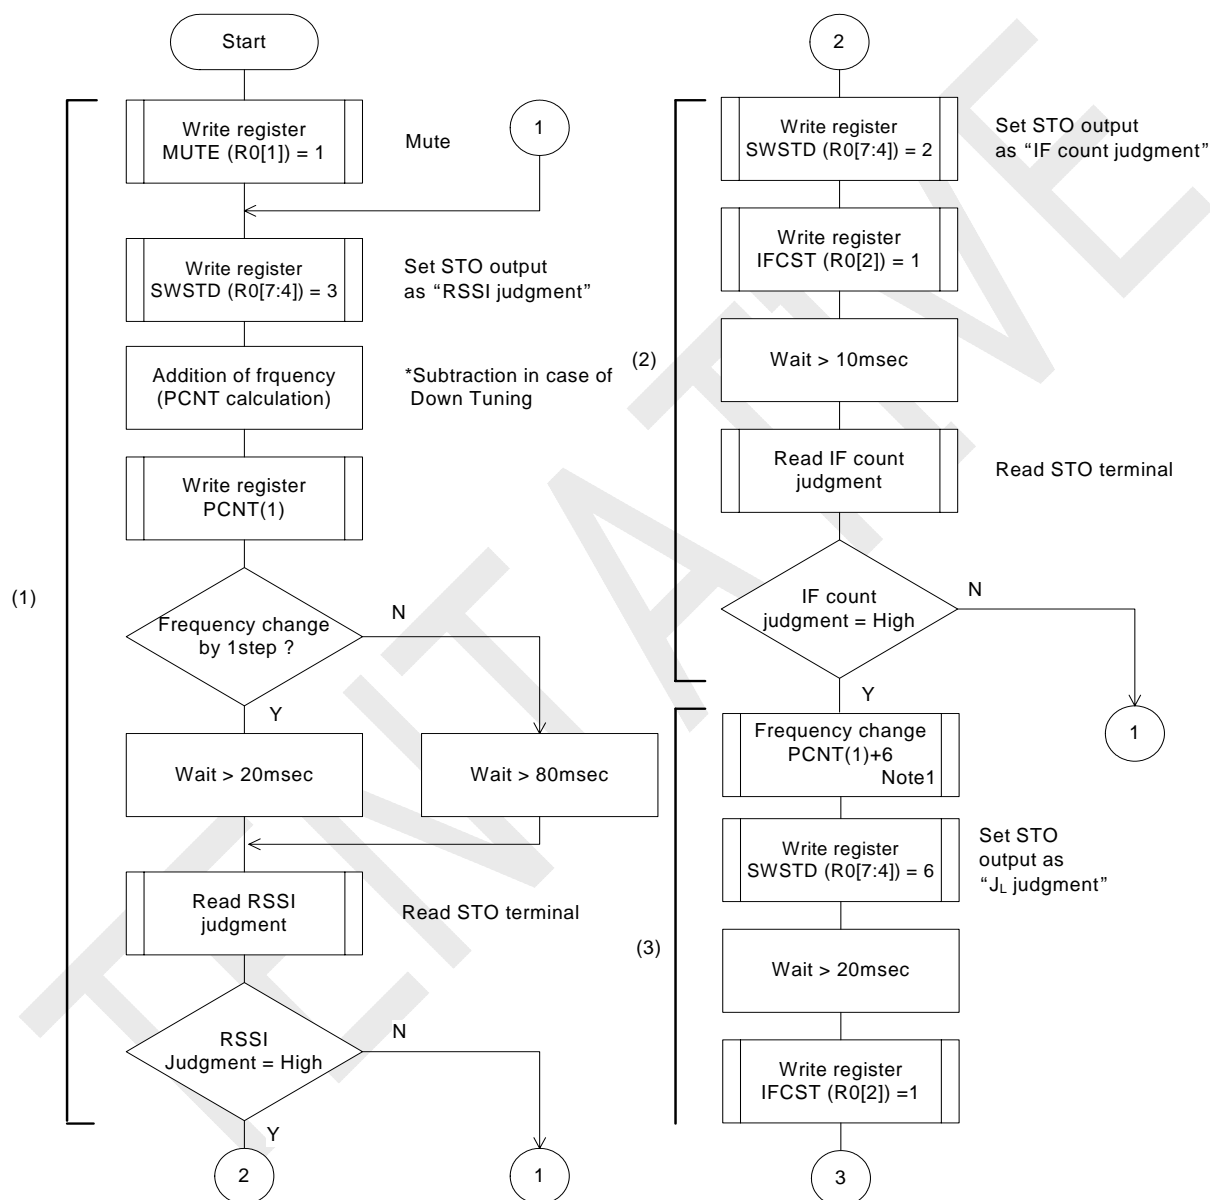 Start
Write register
MUTE (R0[1]) = 1
Mute
1
Write register
SWSTD (R0[7:4]) = 3
Set STO output
as “RSSI judgment”
Addition of frquency
(PCNT calculation)
*Subtraction in case of
Down Tuning
Write register
PCNT(1)
(1)
Frequency change
by 1step ?
N
Y
Wait > 20msec
Wait > 80msec
Read RSSI
judgment
Read STO terminal
RSSI
Judgment = High
N
Y
2
1
2
Write register
SWSTD (R0[7:4]) = 2
Set STO output
as “IF count judgment”
Write register
IFCST (R0[2]) = 1
(2)
Wait > 10msec
Read IF count
judgment
Read STO terminal
IF count
judgment = High
N
Y
1
Frequency change
PCNT(1)+6
Note1
Write register
SWSTD (R0[7:4]) = 6
Set STO
output as
“JL judgment”
(3)
Wait > 20msec
Write register
IFCST (R0[2]) =1
3
TENTATIVE